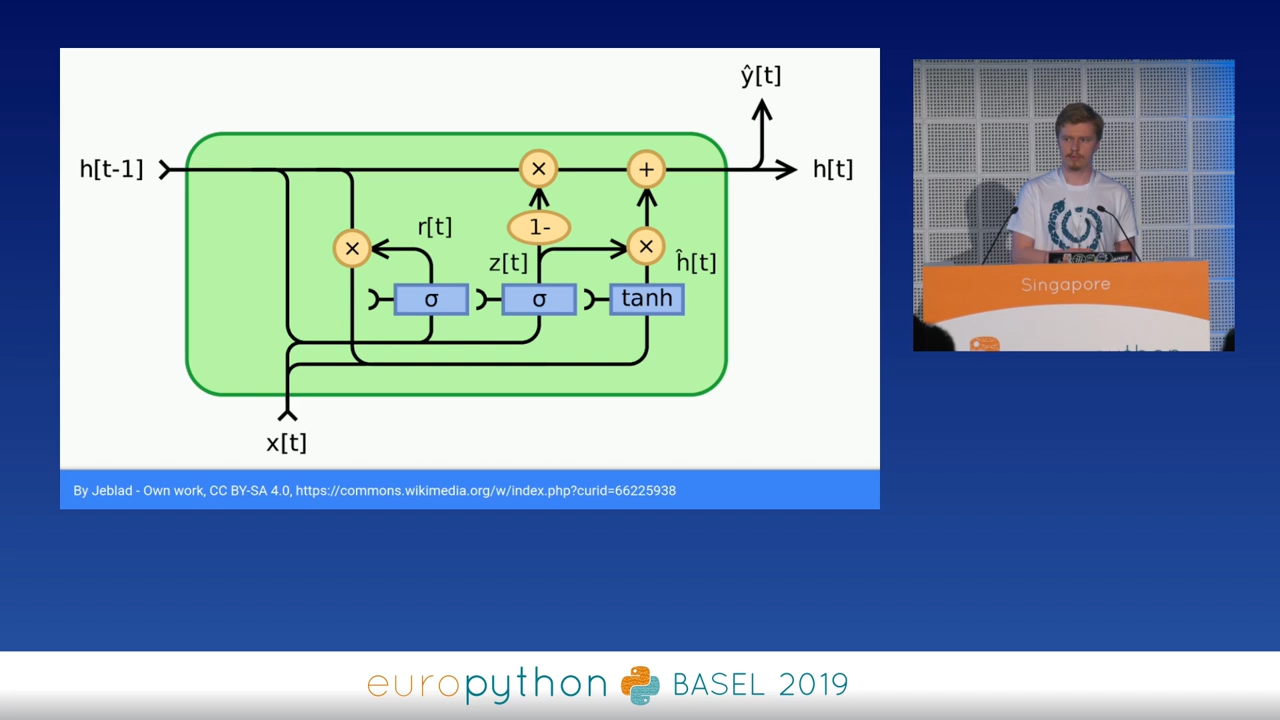 ŷ[t]
h[t-1]
×
+
h[t]
r[t]
1-
×
z[t]
×
ĥ[t]
σ
σ
tanh
x[t]
By Jeblad - Own work, CC BY-SA 4.0, https://commons.wikimedia.org/w/index.php?curid=66225938
Singapore
europython BASEL 2019